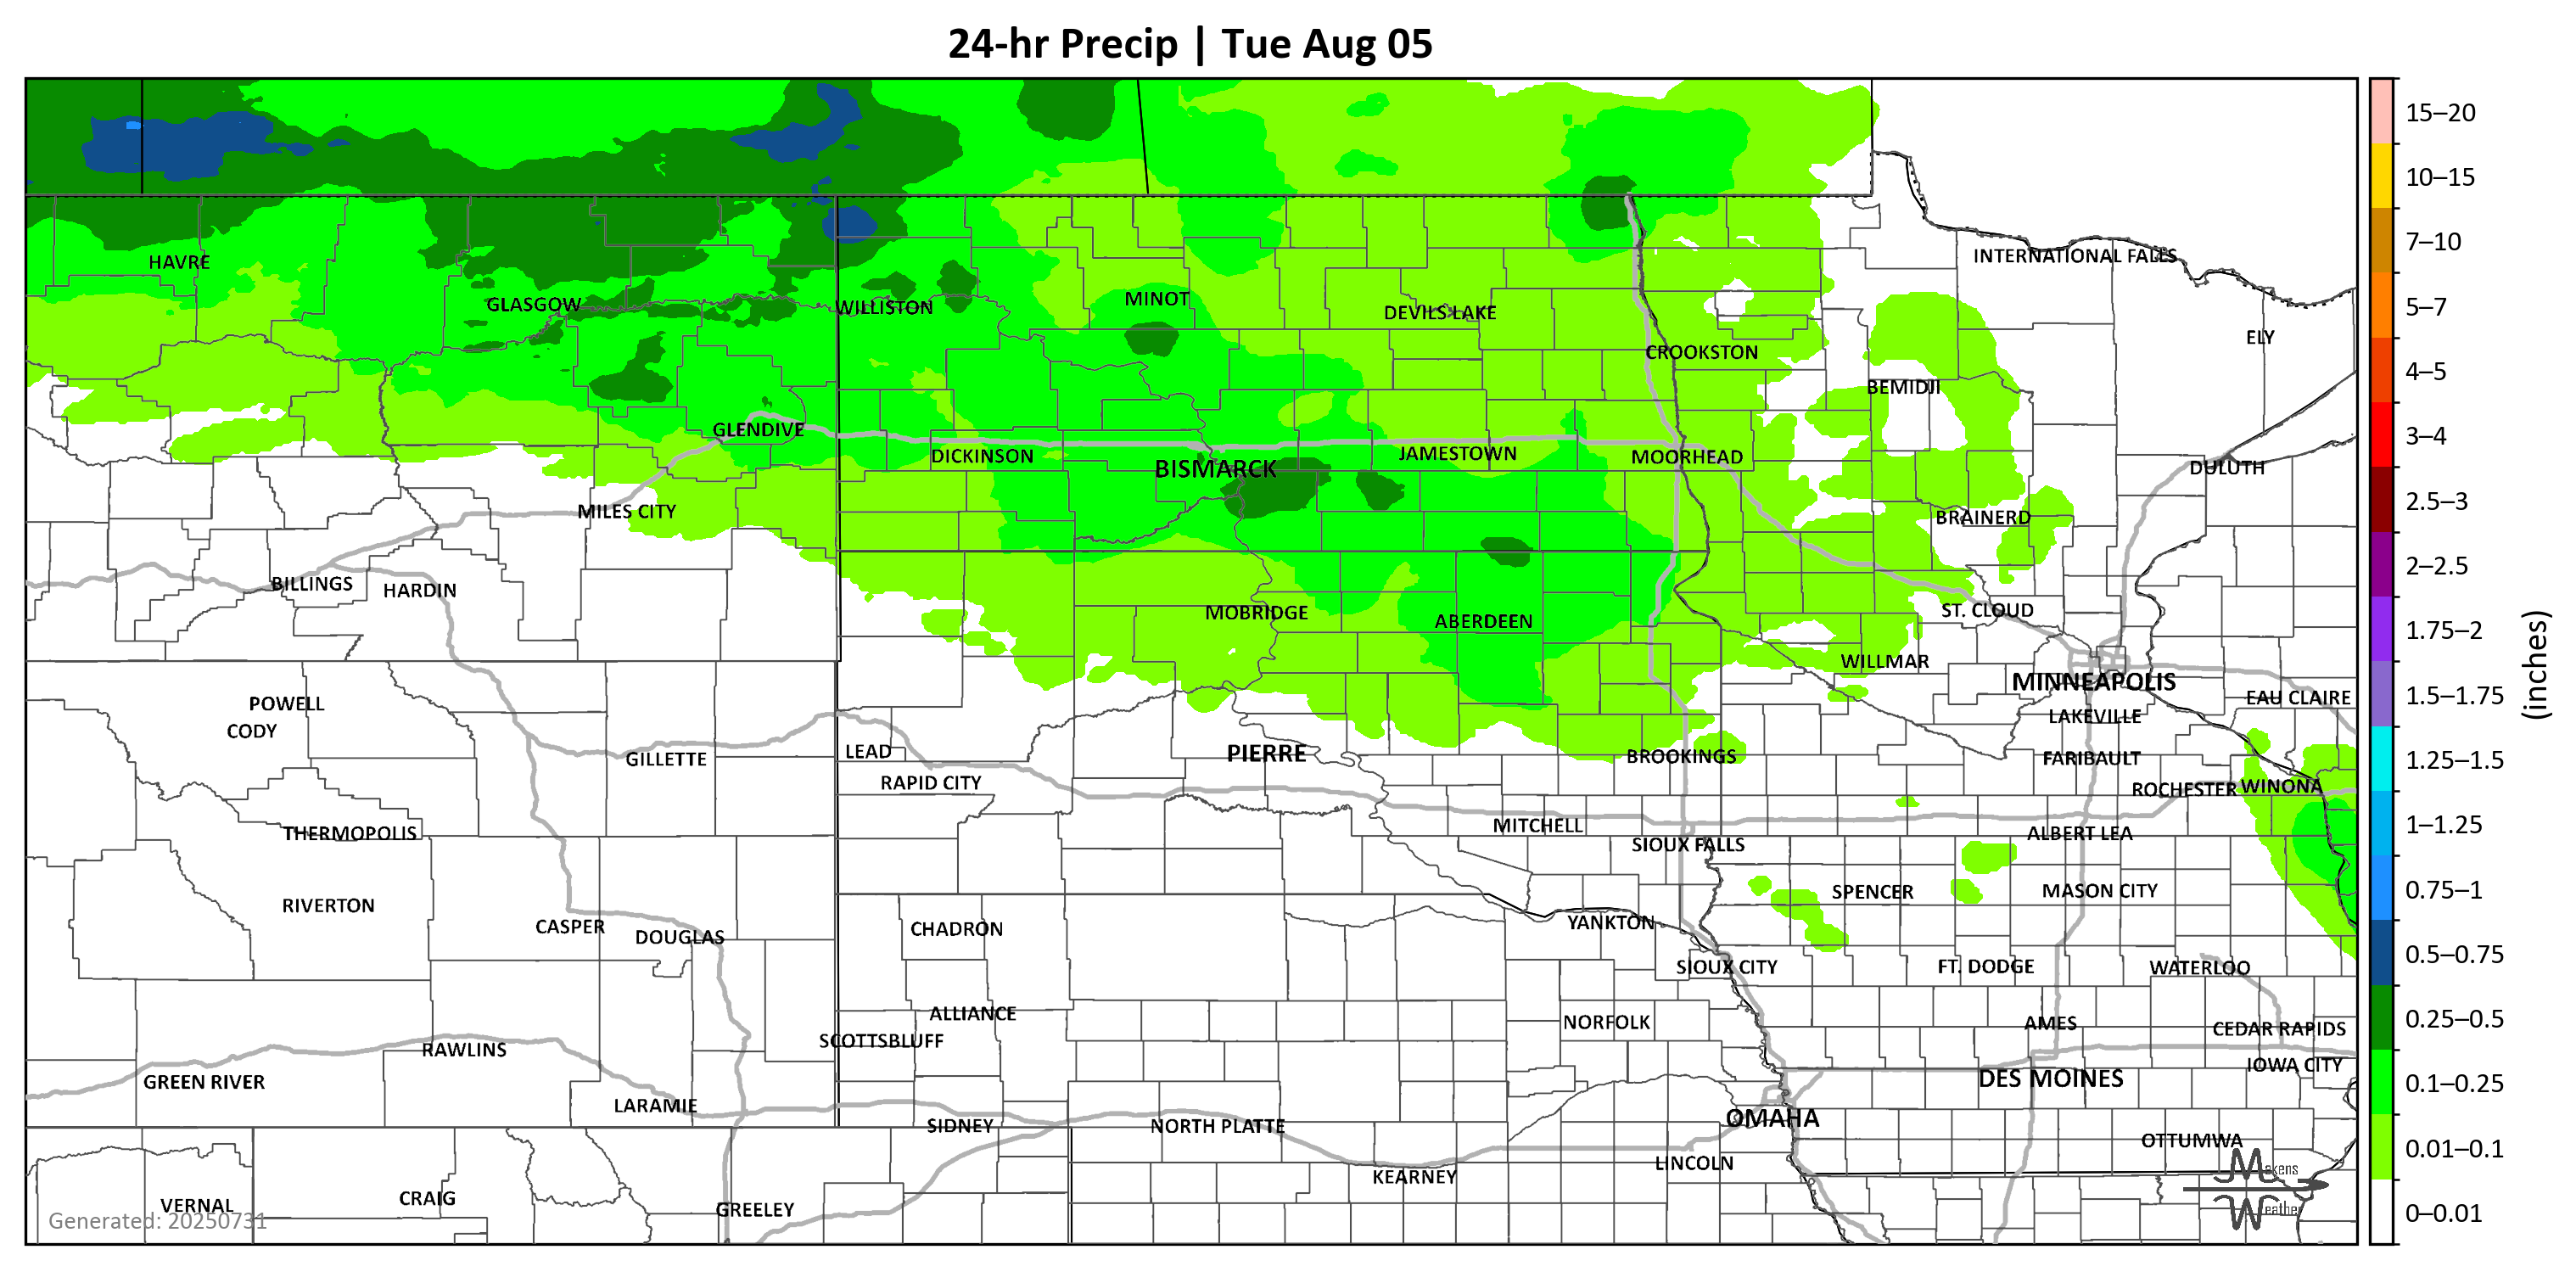 24-hr Precip | Tue Aug 05
15–20
10–15
7–10
5–7
4–5
3–4
2.5–3
2–2.5
1.75–2
1.5–1.75
1.25–1.5
1–1.25
0.75–1
0.5–0.75
0.25–0.5
0.1–0.25
0.01–0.1
0–0.01
(inches)
INTERNATIONAL FALLS
HAVRE
GLASGOW
WILLISTON
MINOT
DEVILS LAKE
ELY
CROOKSTON
BEMIDJI
GLENDIVE
DICKINSON
BISMARCK
JAMESTOWN
MOORHEAD
DULUTH
MILES CITY
BRAINERD
BILLINGS
HARDIN
MOBRIDGE
ABERDEEN
ST. CLOUD
WILLMAR
MINNEAPOLIS
EAU CLAIRE
POWELL
CODY
LAKEVILLE
GILLETTE
LEAD
PIERRE
BROOKINGS
FARIBAULT
RAPID CITY
ROCHESTER
WINONA
THERMOPOLIS
MITCHELL
SIOUX FALLS
ALBERT LEA
RIVERTON
SPENCER
MASON CITY
CASPER
DOUGLAS
CHADRON
YANKTON
SIOUX CITY
FT. DODGE
WATERLOO
ALLIANCE
SCOTTSBLUFF
NORFOLK
AMES
CEDAR RAPIDS
RAWLINS
IOWA CITY
GREEN RIVER
DES MOINES
LARAMIE
SIDNEY
NORTH PLATTE
OMAHA
OTTUMWA
LINCOLN
KEARNEY
VERNAL
CRAIG
GREELEY
Generated: 20250731
Makens
Weather